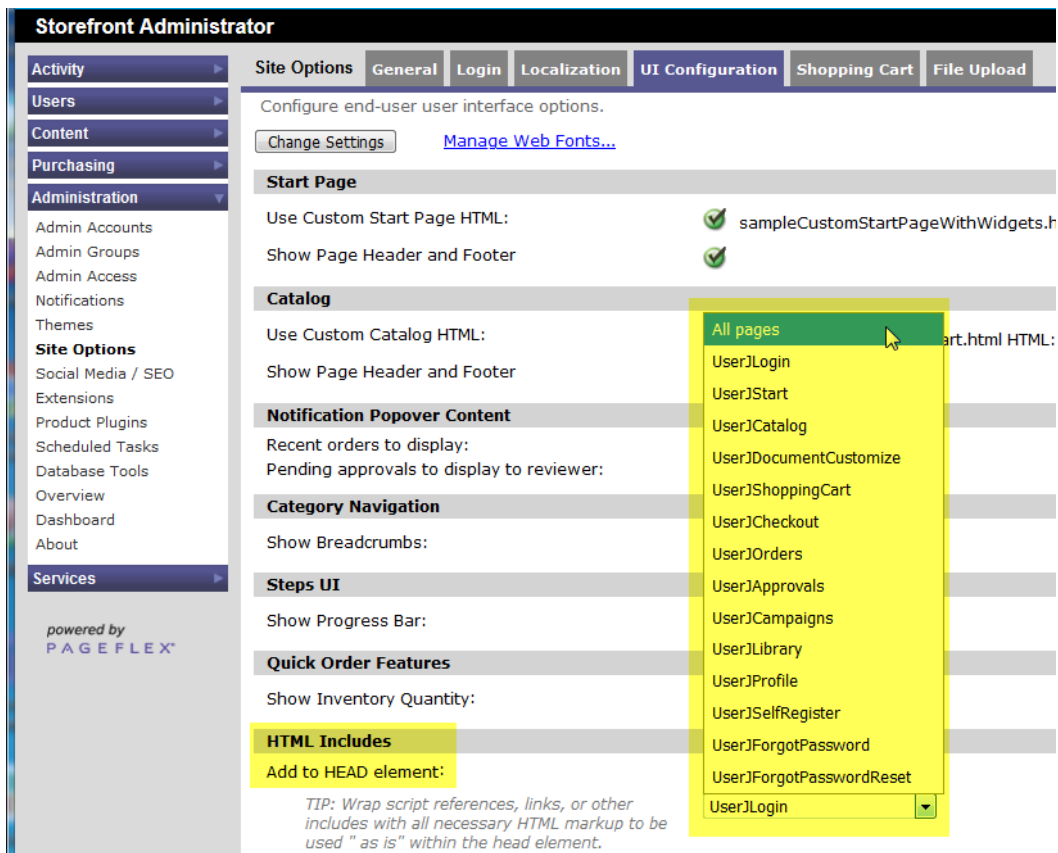 Storefront Administrator
Activity
Users
Content
Purchasing
Administration
Admin Accounts
Admin Groups
Admin Access
Notifications
Themes
Site Options
Social Media / SEO
Extensions
Product Plugins
Scheduled Tasks
Database Tools
Overview
Dashboard
About
Services
powered by
PAGEFLEX
Site Options General Login Localization UI Configuration Shopping Cart File Upload
Configure end-user user interface options.
Change Settings Manage Web Fonts...
Start Page
Use Custom Start Page HTML: sampleCustomStartPageWithWidgets.h
Show Page Header and Footer
Catalog
Use Custom Catalog HTML: art.html HTML:
Show Page Header and Footer
Notification Popover Content
Recent orders to display:
Pending approvals to display to reviewer:
Category Navigation
Show Breadcrumbs:
Steps UI
Show Progress Bar:
Quick Order Features
Show Inventory Quantity:
HTML Includes
Add to HEAD element:
TIP: Wrap script references, links, or other
includes with all necessary HTML markup to be
used " as is" within the head element.
All pages
UserJLogin
UserJStart
UserJCatalog
UserJDocumentCustomize
UserJShoppingCart
UserJCheckout
UserJOrders
UserJApprovals
UserJCampaigns
UserJLibrary
UserJProfile
UserJSelfRegister
UserJForgotPassword
UserJForgotPasswordReset
UserJLogin